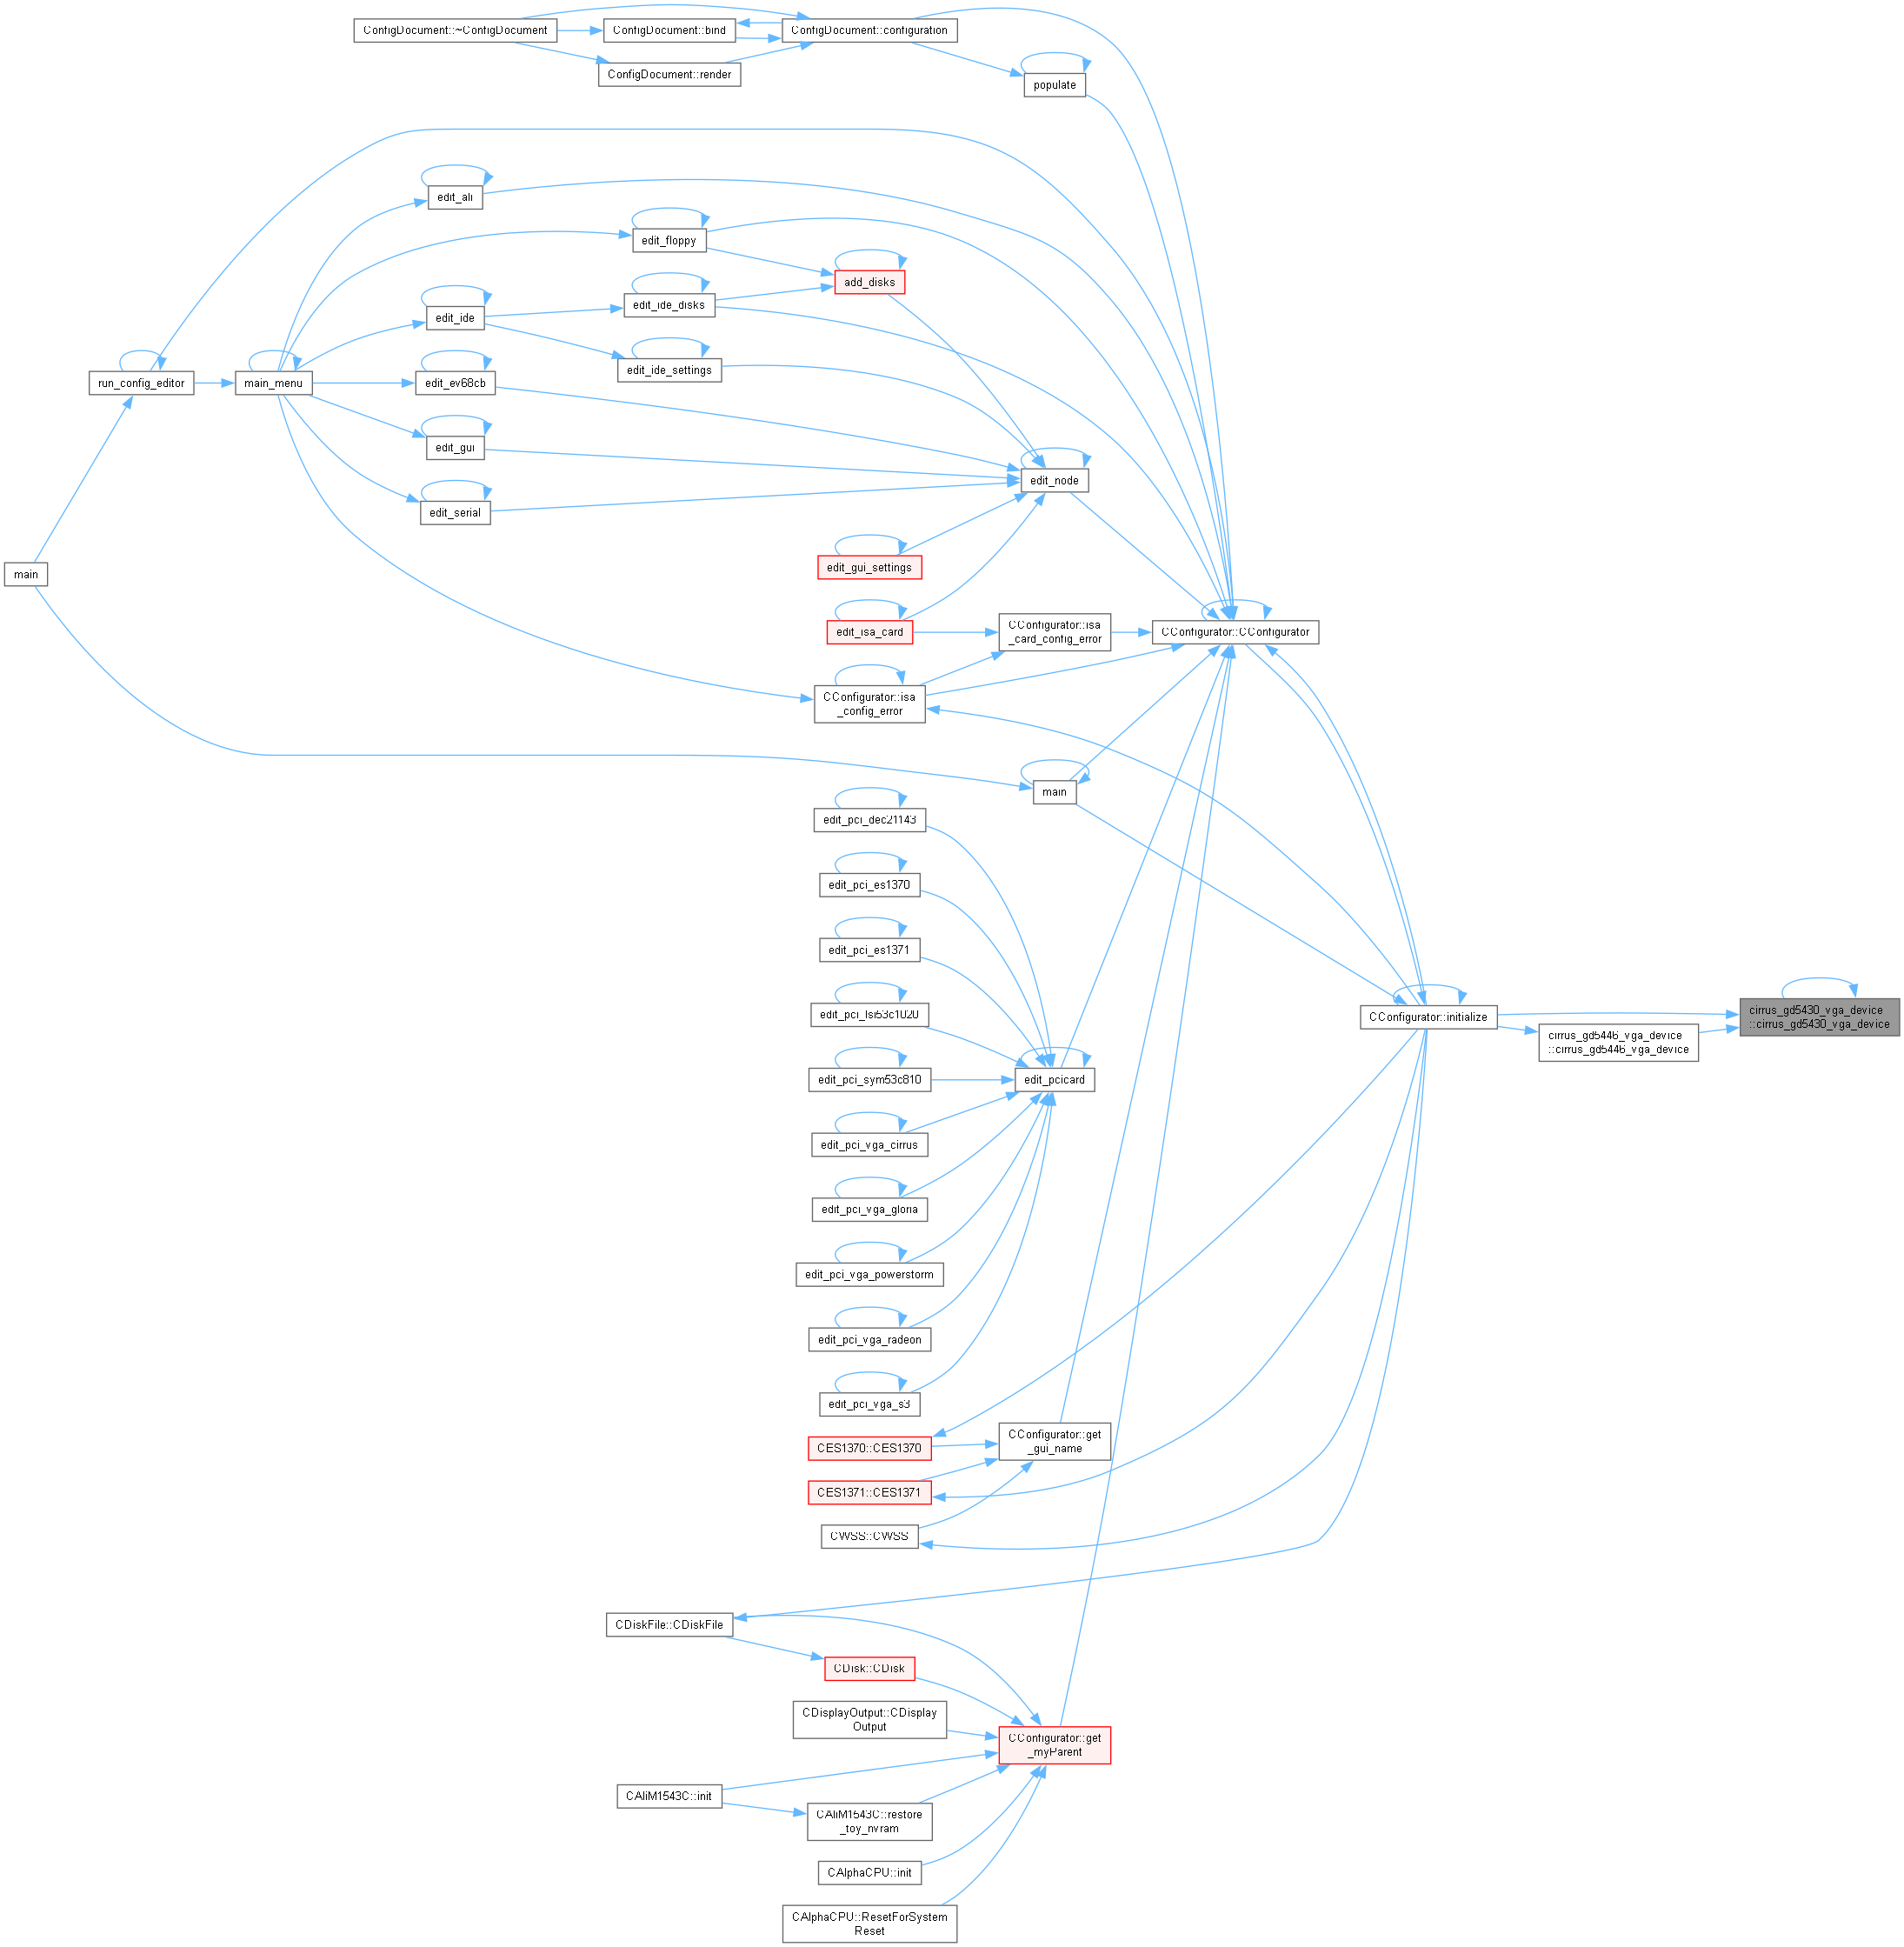 ConfigDocument::~ConfigDocument
ConfigDocument::bind
ConfigDocument::configuration
ConfigDocument::render
populate
edit_ali
edit_floppy
add_disks
edit_ide_disks
edit_ide
edit_ide_settings
run_config_editor
main_menu
edit_ev68cb
edit_gui
edit_node
edit_serial
main
edit_gui_settings
edit_isa_card
CConfigurator::isa
_card_config_error
CConfigurator::CConfigurator
CConfigurator::isa
_config_error
main
edit_pci_dec21143
edit_pci_es1370
edit_pci_es1371
edit_pci_lsi53c1020
CConfigurator::initialize
cirrus_gd5430_vga_device
::cirrus_gd5430_vga_device
cirrus_gd5446_vga_device
::cirrus_gd5446_vga_device
edit_pci_sym53c810
edit_pcicard
edit_pci_vga_cirrus
edit_pci_vga_gloria
edit_pci_vga_powerstorm
edit_pci_vga_radeon
edit_pci_vga_s3
CES1370::CES1370
CConfigurator::get
_gui_name
CES1371::CES1371
CWSS::CWSS
CDiskFile::CDiskFile
CDisk::CDisk
CDisplayOutput::CDisplay
Output
CConfigurator::get
_myParent
CAliM1543C::init
CAliM1543C::restore
_toy_nvram
CAlphaCPU::init
CAlphaCPU::ResetForSystem
Reset